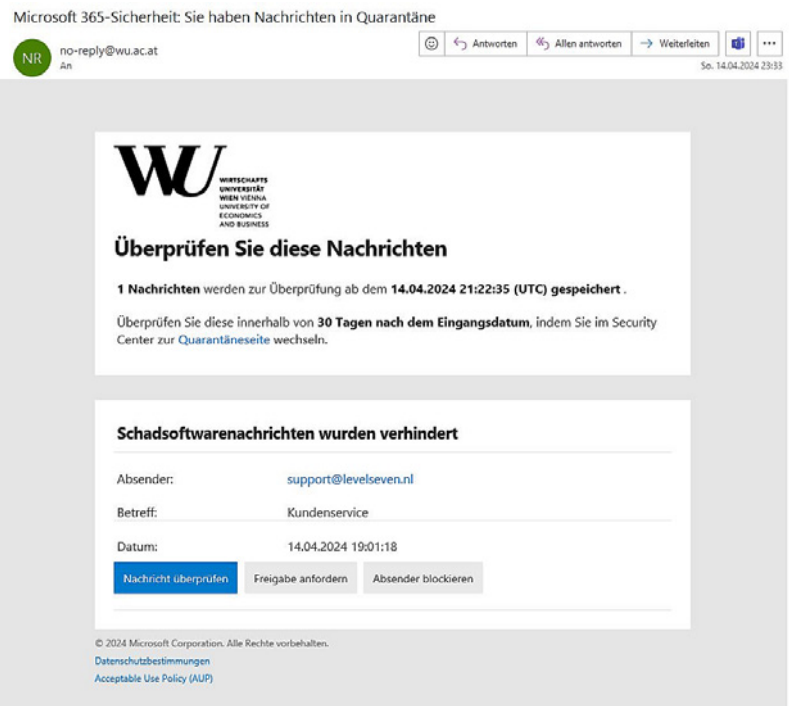 Microsoft 365-Sicherheit: Sie haben Nachrichten in Quarantäne
NR
no-reply@wu.ac.at
An
Antworten
Allen antworten
Weiterleiten
So. 14.04.2024 23:33
WU
WIRTSCHAFTS
UNIVERSITÄT
WIEN VIENNA
UNIVERSITY OF
ECONOMICS
AND BUSINESS
Überprüfen Sie diese Nachrichten
1 Nachrichten werden zur Überprüfung ab dem 14.04.2024 21:22:35 (UTC) gespeichert .
Überprüfen Sie diese innerhalb von 30 Tagen nach dem Eingangsdatum, indem Sie im Security
Center zur Quarantäneseite wechseln.
Schadsoftwarenachrichten wurden verhindert
Absender: support@levelseven.nl
Betreff: Kundenservice
Datum: 14.04.2024 19:01:18
Nachricht überprüfen Freigabe anfordern Absender blockieren
© 2024 Microsoft Corporation. Alle Rechte vorbehalten.
Datenschutzbestimmungen
Acceptable Use Policy (AUP)